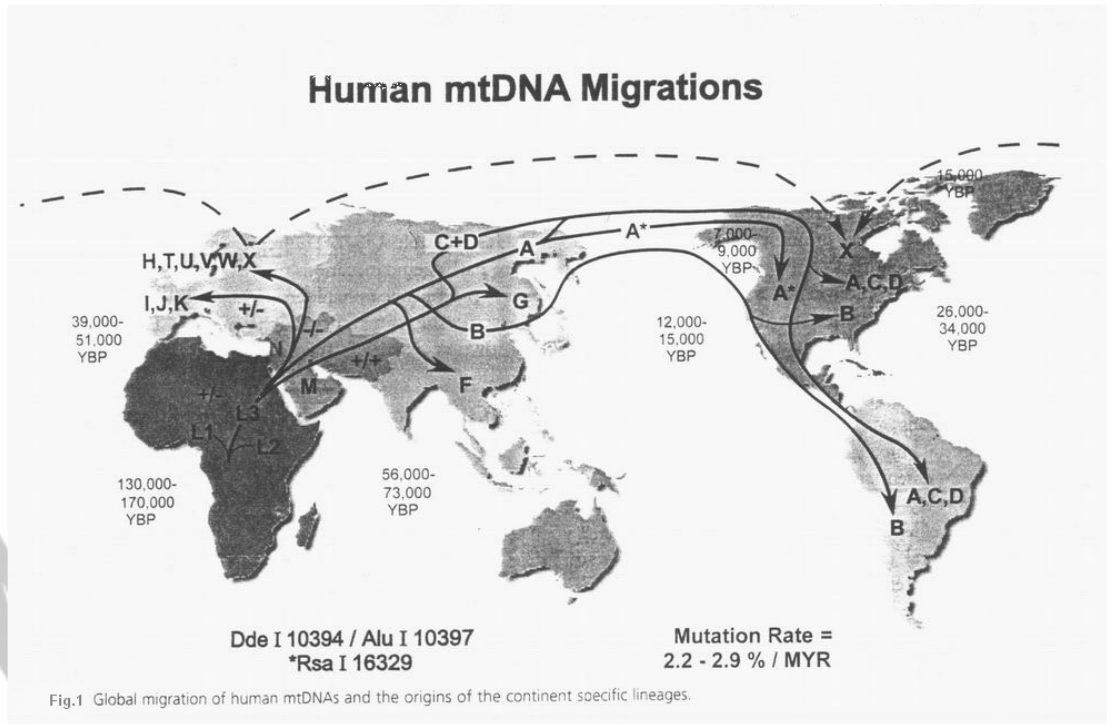 Human mtDNA Migrations
15,000
YBP
C+D
A
A*
7,000-
9,000
YBP
X
H,T,U,V,W,X
I,J,K
+/-
G
A*
A,C,D
B
B
39,000-
51,000
YBP
-/-
N
+/+
12,000-
15,000
YBP
26,000-
34,000
YBP
M
F
+/-
L3
L1
L2
130,000-
170,000
YBP
56,000-
73,000
YBP
A,C,D
B
Dde I 10394 / Alu I 10397
*Rsa I 16329
Mutation Rate =
2.2 - 2.9 % / MYR
Fig.1 Global migration of human mtDNAs and the origins of the continent specific lineages.